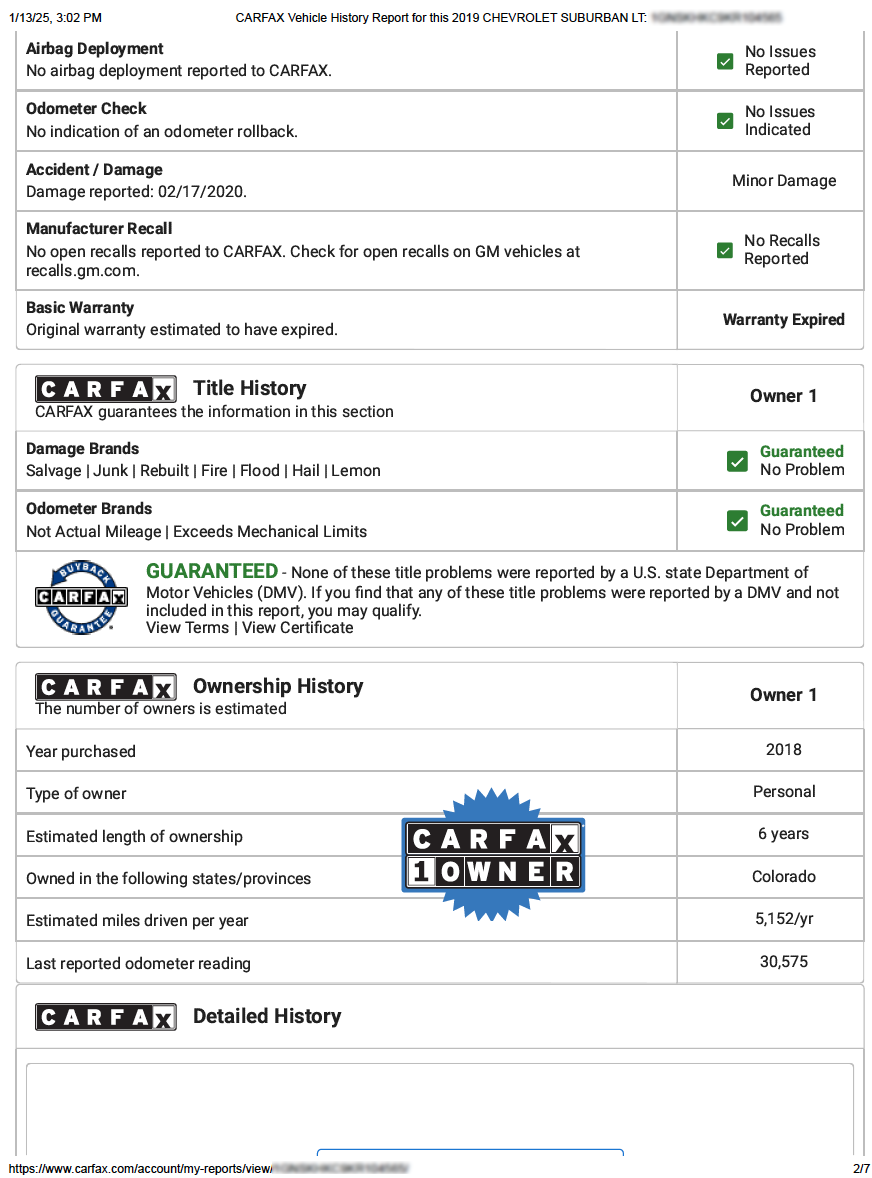 1/13/25, 3:02 PM
CARFAX Vehicle History Report for this 2019 CHEVROLET SUBURBAN LT:
Airbag Deployment
No airbag deployment reported to CARFAX.
No Issues
Reported
Odometer Check
No indication of an odometer rollback.
No Issues
Indicated
Accident / Damage
Damage reported: 02/17/2020.
Minor Damage
Manufacturer Recall
No open recalls reported to CARFAX. Check for open recalls on GM vehicles at
recalls.gm.com.
No Recalls
Reported
Basic Warranty
Original warranty estimated to have expired.
Warranty Expired
CARFAX Title History
CARFAX guarantees the information in this section
Owner 1
Damage Brands
Salvage | Junk | Rebuilt | Fire | Flood | Hail | Lemon
Guaranteed
No Problem
Odometer Brands
Not Actual Mileage | Exceeds Mechanical Limits
Guaranteed
No Problem
BUYBACK
CARFAX
GUARANTEE
GUARANTEED - None of these title problems were reported by a U.S. state Department of
Motor Vehicles (DMV). If you find that any of these title problems were reported by a DMV and not
included in this report, you may qualify.
View Terms | View Certificate
CARFAX Ownership History
The number of owners is estimated
Owner 1
Year purchased
2018
Type of owner
Personal
Estimated length of ownership
6 years
Owned in the following states/provinces
Colorado
Estimated miles driven per year
5,152/yr
Last reported odometer reading
30,575
CARFAX
1 OWNER
CARFAX Detailed History
https://www.carfax.com/account/my-reports/view/
2/7